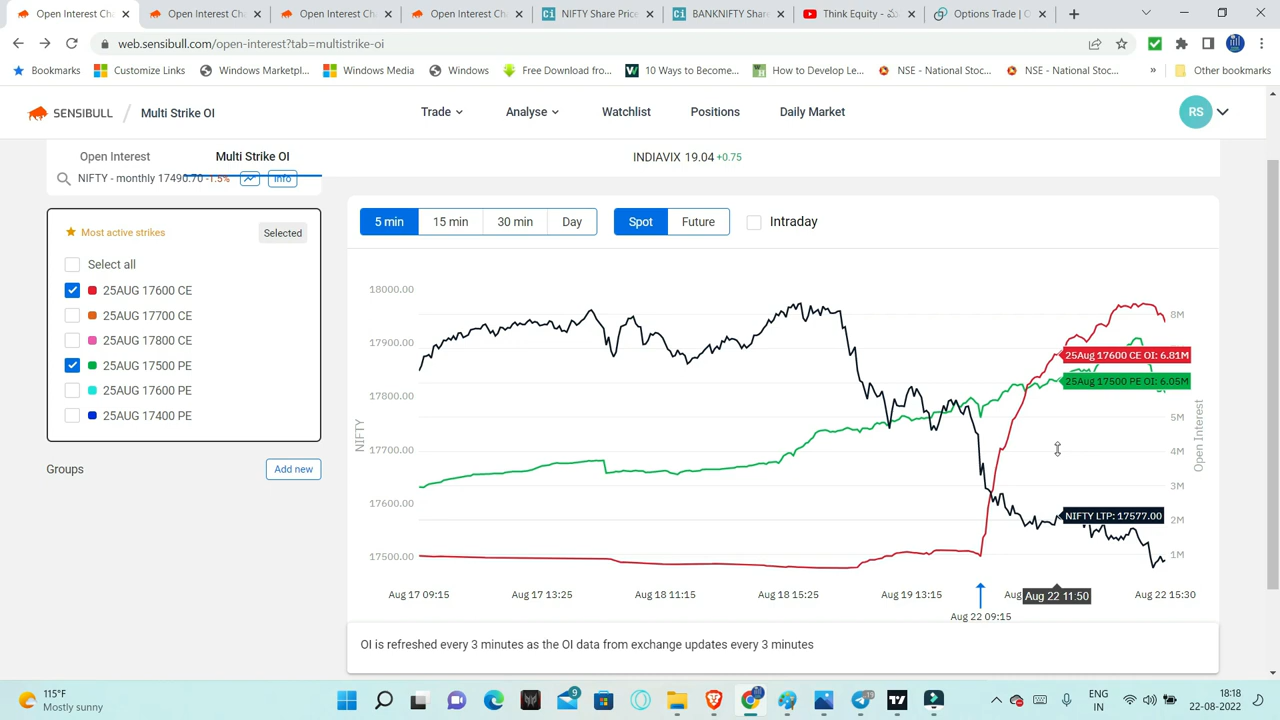 Open Interest Ch
Open Interest Cha
Open Interest Cha
Open Interest Cha
NIFTY Share Price
BANKNIFTY Share
Think Equity -
Options Trade | O
web.sensibull.com/open-interest?tab=multistrike-oi
Bookmarks
Customize Links
Windows Marketpl...
Windows Media
Windows
Free Download from...
10 Ways to Become...
How to Develop Le...
NSE - National Stoc...
NSE - National Stoc...
»
Other bookmarks
SENSIBULL / Multi Strike OI
Trade
Analyse
Watchlist
Positions
Daily Market
RS
Open Interest
Multi Strike OI
INDIAVIX 19.04 +0.75
NIFTY - monthly 17490.70 -1.5%
Info
Most active strikes
Selected
Select all
25AUG 17600 CE
25AUG 17700 CE
25AUG 17800 CE
25AUG 17500 PE
25AUG 17600 PE
25AUG 17400 PE
Groups
Add new
5 min
15 min
30 min
Day
Spot
Future
Intraday
18000.00
17900.00
17800.00
17700.00
17600.00
17500.00
NIFTY
8M
5M
4M
3M
2M
1M
Open Interest
25Aug 17600 CE OI: 6.81M
25Aug 17500 PE OI: 6.05M
NIFTY LTP: 17577.00
Aug 17 09:15
Aug 17 13:25
Aug 18 11:15
Aug 18 15:25
Aug 19 13:15
Aug 22 11:50
Aug 22 15:30
Aug 22 09:15
OI is refreshed every 3 minutes as the OI data from exchange updates every 3 minutes
115°F
Mostly sunny
9
ENG
IN
18:18
22-08-2022